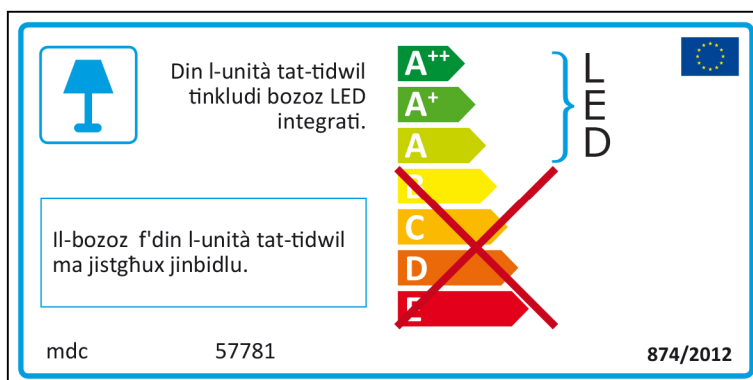 Din l-unità tat-tidwil
tinkludi bozoz LED
integrati.
A++
A+
A
B
C
D
E
L
E
D
Il-bozoz f'din l-unità tat-tidwil
ma jistgħux jinbidlu.
mdc 57781 874/2012